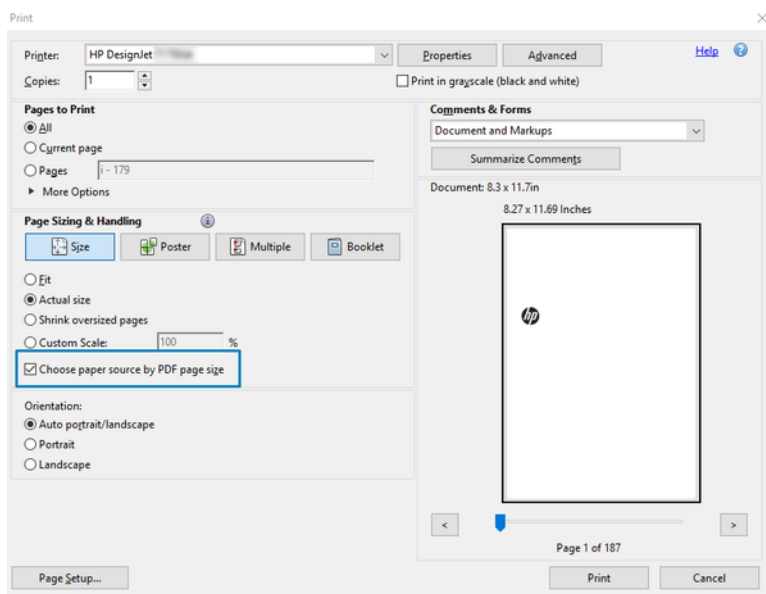 Print
Printer: HP DesignJet Properties Advanced Help
Copies: 1 Print in grayscale (black and white)
Pages to Print
All
Current page
Pages i - 179
More Options
Page Sizing & Handling
Size Poster Multiple Booklet
Fit
Actual size
Shrink oversized pages
Custom Scale: 100 %
Choose paper source by PDF page size
Orientation:
Auto portrait/landscape
Portrait
Landscape
Comments & Forms
Document and Markups
Summarize Comments
Document: 8.3 x 11.7in
8.27 x 11.69 Inches
hp
< >
Page 1 of 187
Page Setup... Print Cancel